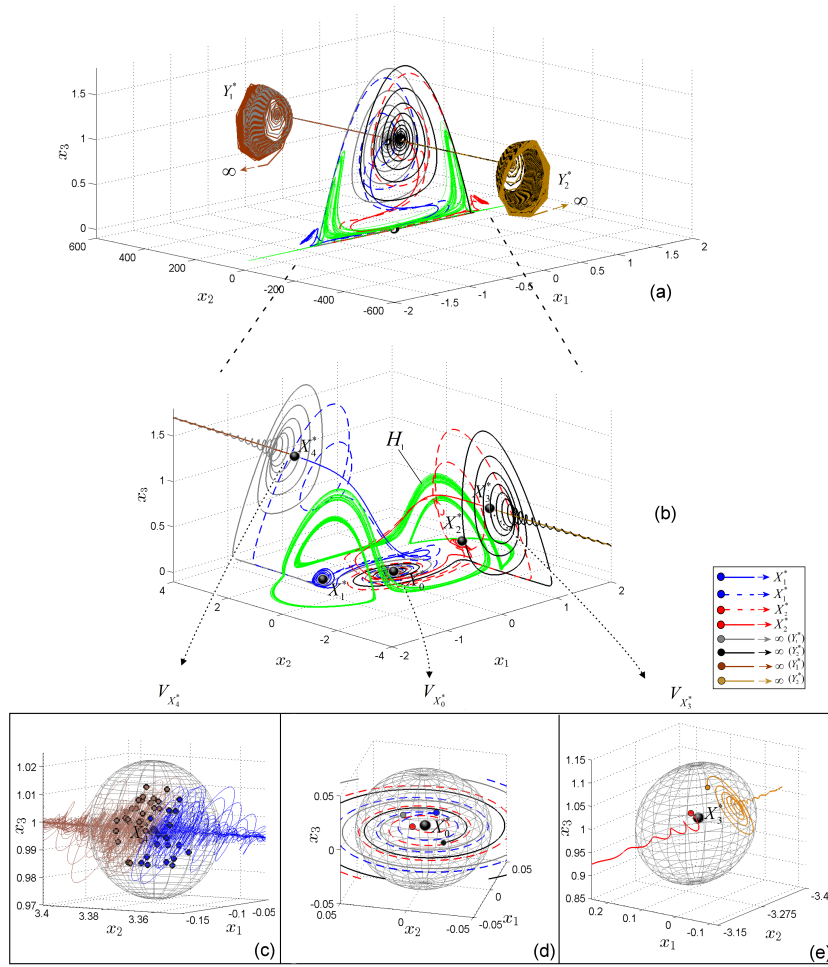 1.5
1
0.5
0
x₃
600
400
200
0
-200
-400
-600
x₂
-2
-1.5
-1
-0.5
0
0.5
1
1.5
2
x₁
Y₁*
∞
Y₂*
∞
(a)
1.5
1
0.5
0
x₃
4
2
0
-2
-4
x₂
-2
-1
0
1
2
x₁
X₄*
H₁
X₃*
X₂*
X₁*
X₀*
(b)
X₁*
X₁*
X₂*
X₂*
∞ (Y₁*)
∞ (Y₂*)
∞ (Y₁*)
∞ (Y₂*)
V_{X₄*}
V_{X₀*}
V_{X₃*}
1.02
1.01
1
0.99
0.98
0.97
x₃
3.4
3.38
3.36
x₂
-0.15
-0.1
-0.05
x₁
(c)
0.05
0
-0.05
x₃
0.05
0
-0.05
x₂
0.05
0
-0.05
x₁
(d)
1.15
1.1
1.05
1
0.95
0.9
0.85
x₃
0.2
0.1
0
-0.1
x₁
-3.15
-3.275
-3.4
x₂
X₃*
(e)